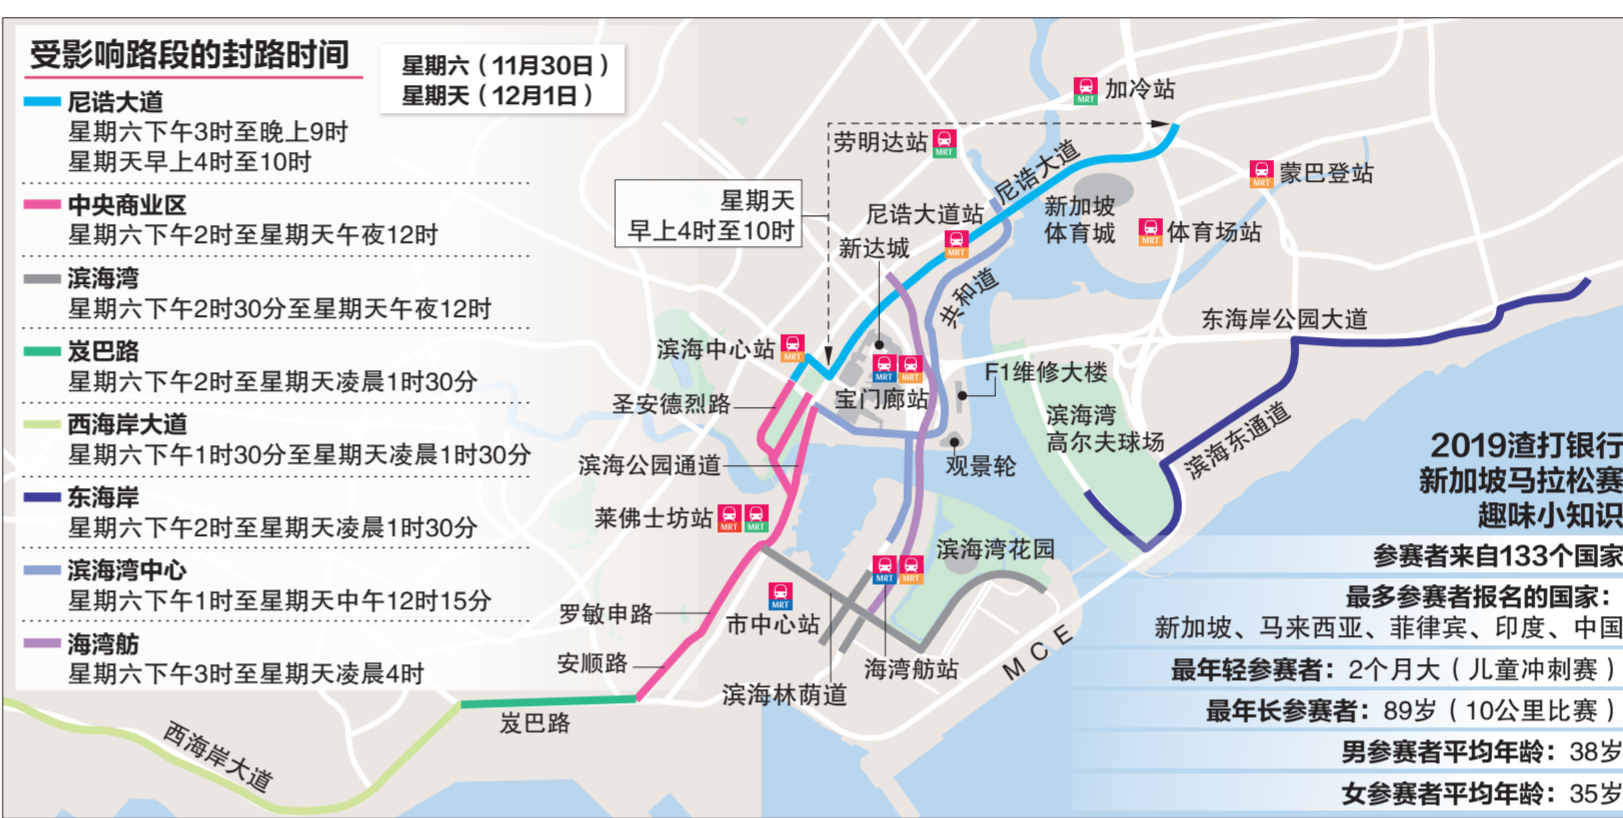 受影响路段的封路时间
星期六（11月30日）
星期天（12月1日）
尼诰大道
星期六下午3时至晚上9时
星期天早上4时至10时
中央商业区
星期六下午2时至星期天午夜12时
滨海湾
星期六下午2时30分至星期天午夜12时
岌巴路
星期六下午2时至星期天凌晨1时30分
西海岸大道
星期六下午1时30分至星期天凌晨1时30分
东海岸
星期六下午2时至星期天凌晨1时30分
滨海湾中心
星期六下午1时至星期天中午12时15分
海湾舫
星期六下午3时至星期天凌晨4时
星期天
早上4时至10时
加冷站
MRT
劳明达站
MRT
尼诰大道
蒙巴登站
MRT
尼诰大道站
MRT
新加坡
体育城
体育场站
MRT
新达城
共和道
东海岸公园大道
滨海中心站
MRT
F1维修大楼
宝门廊站
MRT
MRT
圣安德烈路
滨海湾
高尔夫球场
滨海东通道
滨海公园通道
观景轮
莱佛士坊站
MRT
MRT
滨海湾花园
MRT
MRT
罗敏申路
MRT
市中心站
安顺路
海湾舫站
MCE
滨海林荫道
岌巴路
西海岸大道
2019渣打银行
新加坡马拉松赛
趣味小知识
参赛者来自133个国家
最多参赛者报名的国家：
新加坡、马来西亚、菲律宾、印度、中国
最年轻参赛者：2个月大（儿童冲刺赛）
最年长参赛者：89岁（10公里比赛）
男参赛者平均年龄：38岁
女参赛者平均年龄：35岁